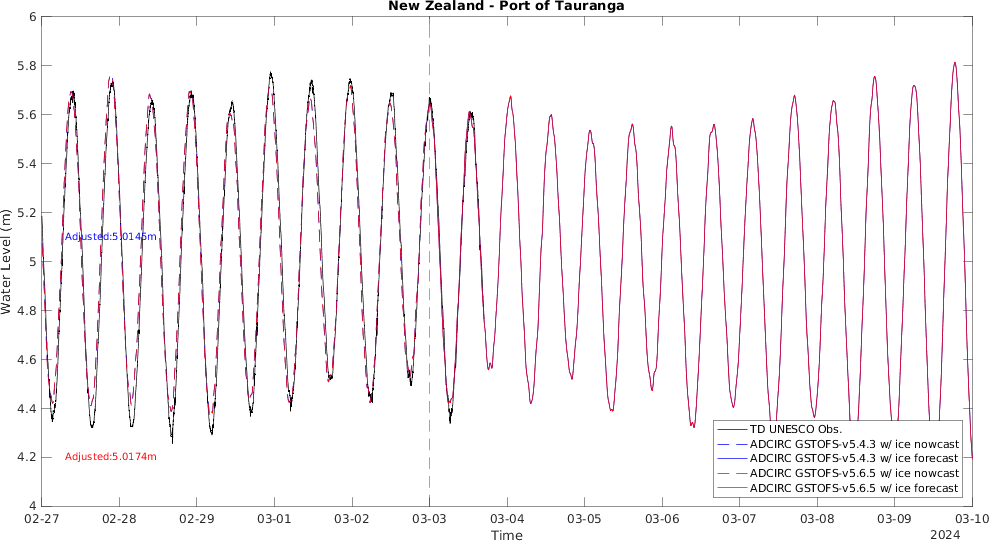 New Zealand - Port of Tauranga
6
5.8
5.6
5.4
5.2
5
4.8
4.6
4.4
4.2
4
Water Level (m)
Adjusted:5.0145m
Adjusted:5.0174m
TD UNESCO Obs.
ADCIRC GSTOFS-v5.4.3 w/ ice nowcast
ADCIRC GSTOFS-v5.4.3 w/ ice forecast
ADCIRC GSTOFS-v5.6.5 w/ ice nowcast
ADCIRC GSTOFS-v5.6.5 w/ ice forecast
02-27 02-28 02-29 03-01 03-02 03-03 03-04 03-05 03-06 03-07 03-08 03-09 03-10
Time
2024